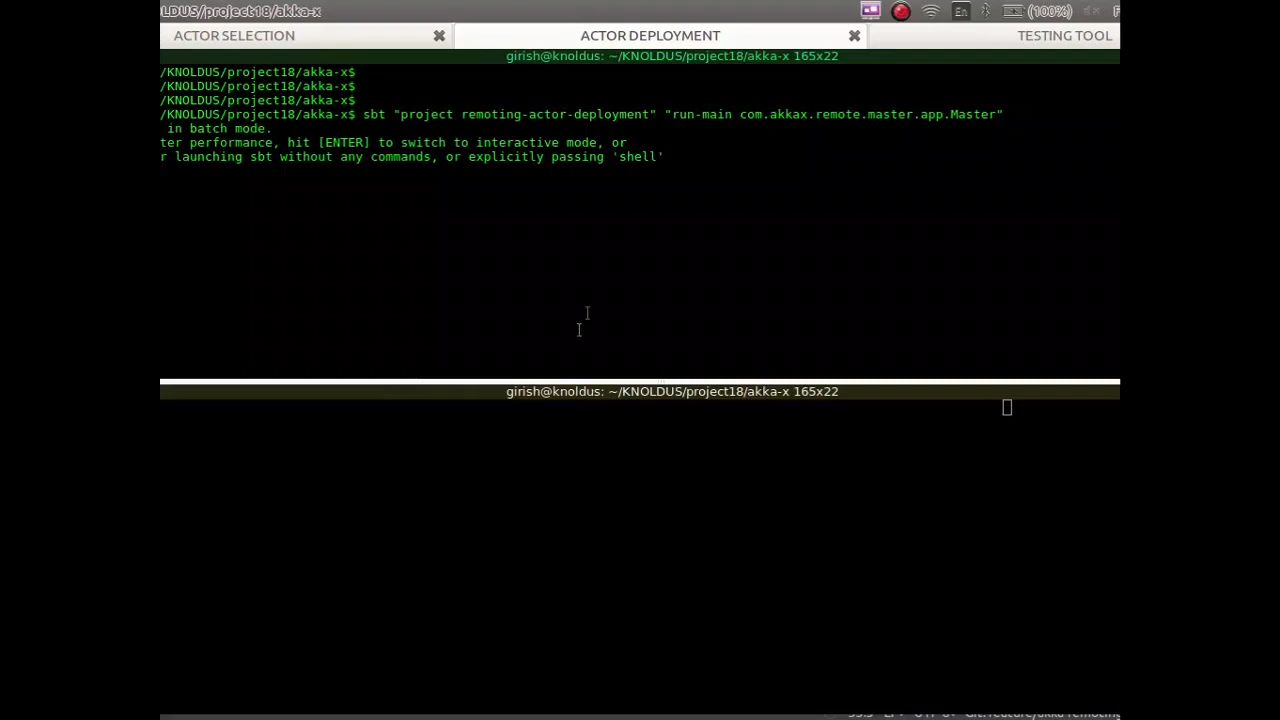 LDUS/project18/akka-x
En (100%)
ACTOR SELECTION ACTOR DEPLOYMENT TESTING TOOL
girish@knoldus: ~/KNOLDUS/project18/akka-x 165x22
/KNOLDUS/project18/akka-x$
/KNOLDUS/project18/akka-x$
/KNOLDUS/project18/akka-x$
/KNOLDUS/project18/akka-x$ sbt "project remoting-actor-deployment" "run-main com.akkax.remote.master.app.Master"
in batch mode.
ter performance, hit [ENTER] to switch to interactive mode, or
r launching sbt without any commands, or explicitly passing 'shell'
girish@knoldus: ~/KNOLDUS/project18/akka-x 165x22